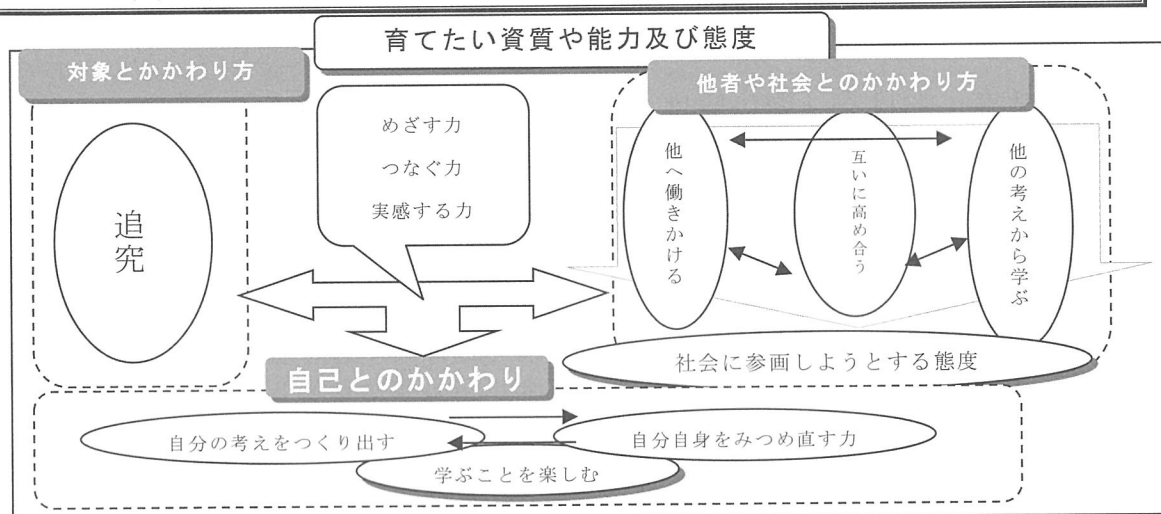 育てたい資質や能力及び態度
対象とかかわり方
他者や社会とのかかわり方
めざす力
つなぐ力
実感する力
追究
他へ働きかける
互いに高め合う
他の考えから学ぶ
社会に参画しようとする態度
自己とのかかわり
自分の考えをつくり出す
自分自身をみつめ直す力
学ぶことを楽しむ